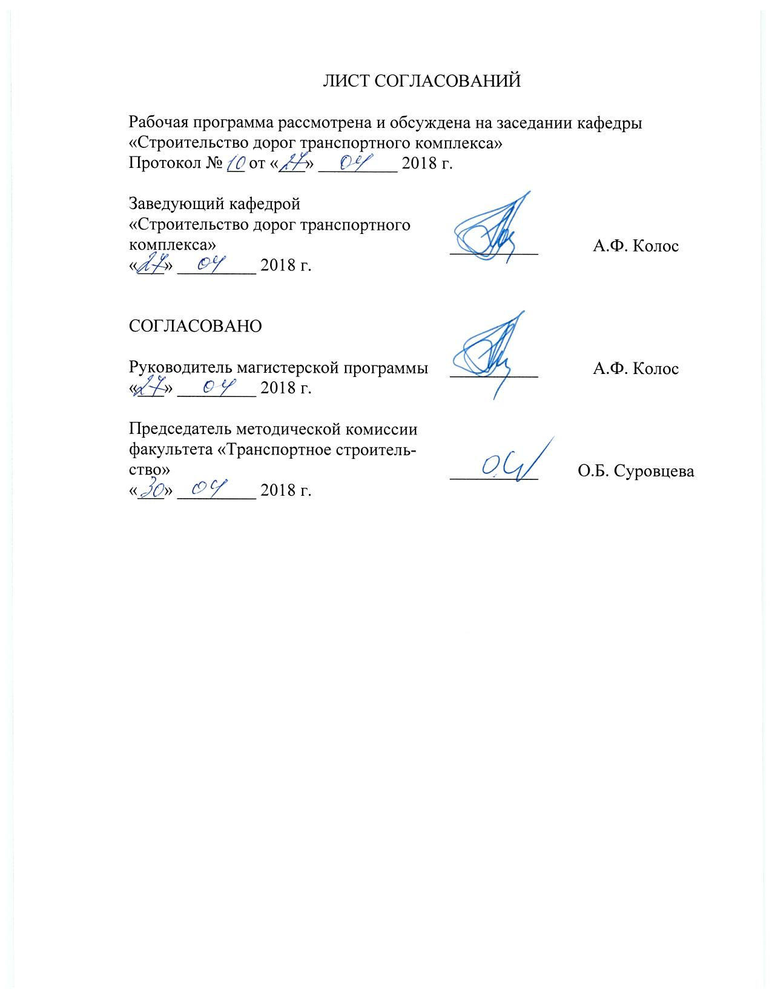 ЛИСТ СОГЛАСОВАНИЙ
Рабочая программа рассмотрена и обсуждена на заседании кафедры
«Строительство дорог транспортного комплекса»
Протокол № 10 от «27» 04 2018 г.
Заведующий кафедрой
«Строительство дорог транспортного
комплекса» А.Ф. Колос
«27» 04 2018 г.
СОГЛАСОВАНО
Руководитель магистерской программы А.Ф. Колос
«27» 04 2018 г.
Председатель методической комиссии
факультета «Транспортное строитель-
ство» О.Б. Суровцева
«30» 04 2018 г.